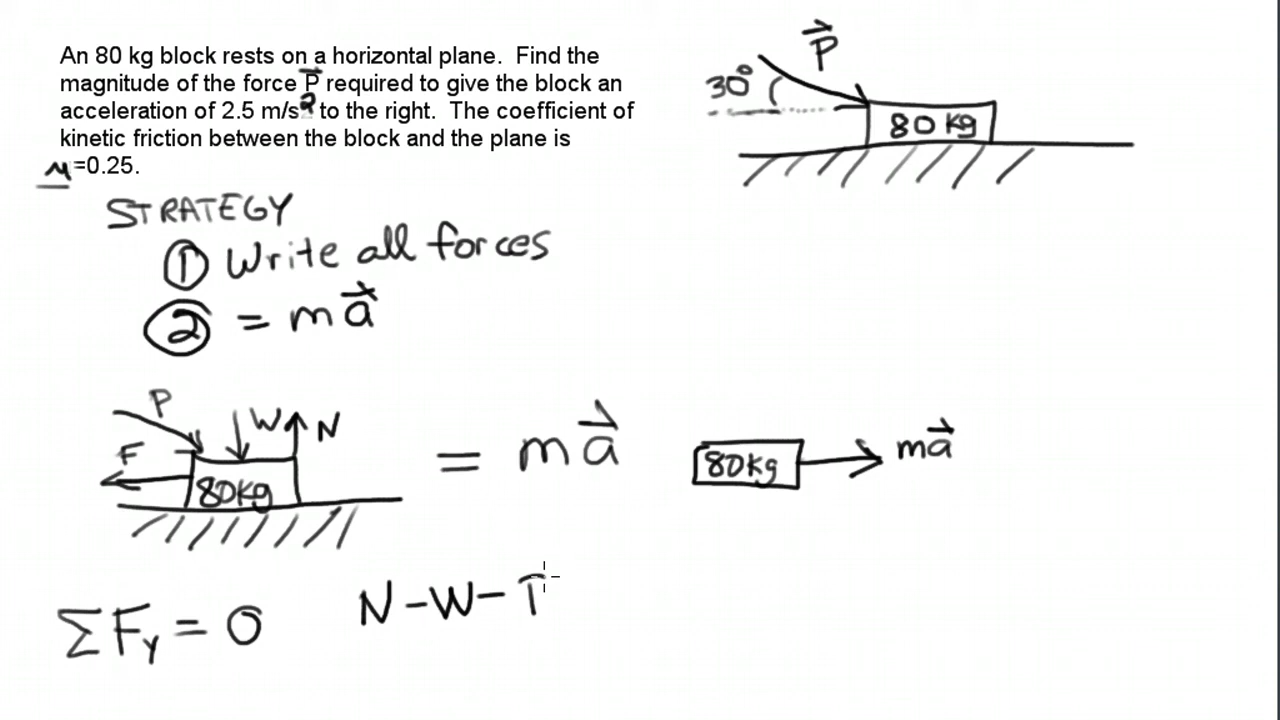 An 80 kg block rests on a horizontal plane. Find the
magnitude of the force P⃗ required to give the block an
acceleration of 2.5 m/s² to the right. The coefficient of
kinetic friction between the block and the plane is
μ=0.25.
P⃗
30°
80 kg
STRATEGY
① Write all forces
② = ma⃗
P
W
N
F
80kg
= ma⃗
80kg
ma⃗
ΣFy = 0
N-W-